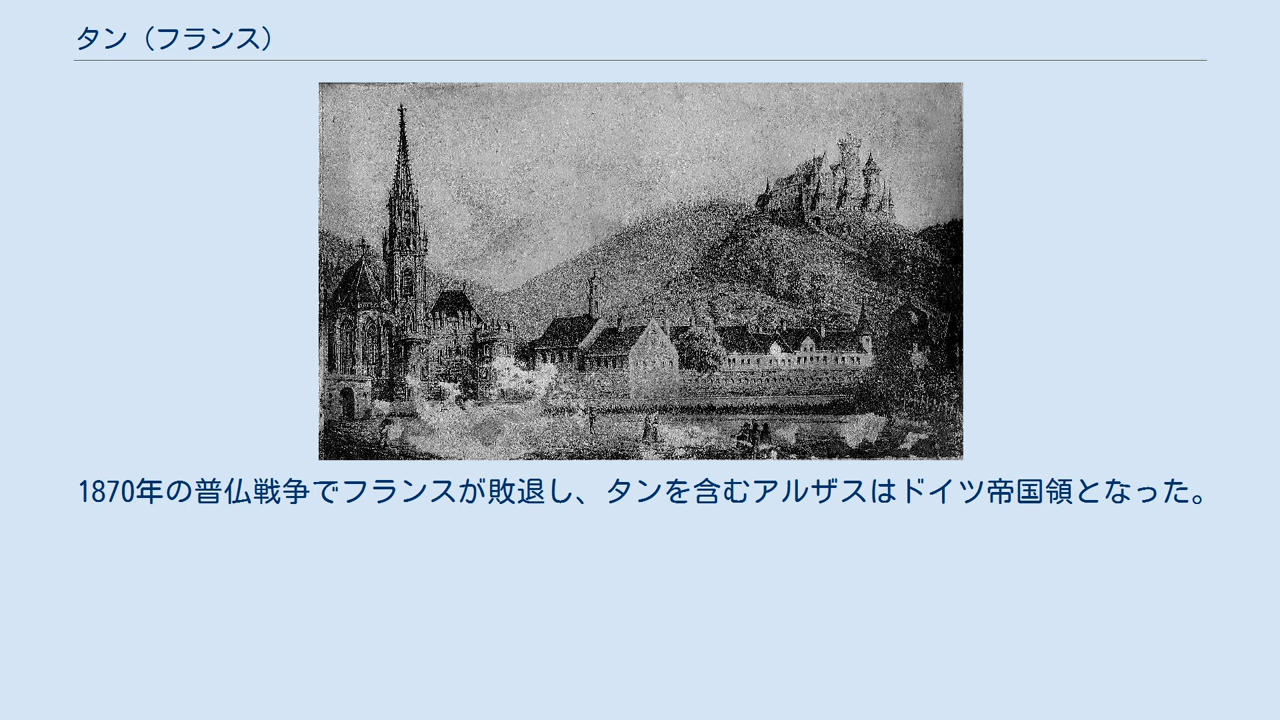 タン（フランス）
1870年の普仏戦争でフランスが敗退し、タンを含むアルザスはドイツ帝国領となった。